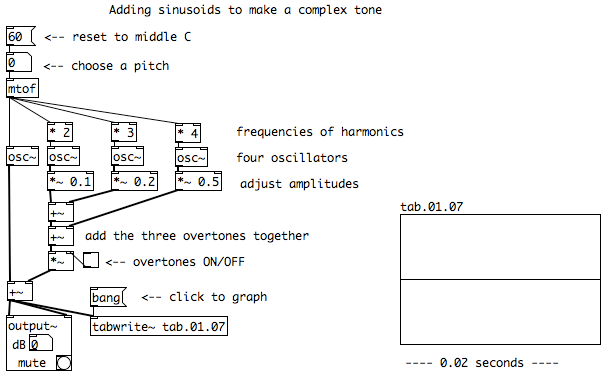 Adding sinusoids to make a complex tone
60 <-- reset to middle C
0 <-- choose a pitch
mtof
* 2 * 3 * 4 frequencies of harmonics
osc~ osc~ osc~ osc~ four oscillators
*~ 0.1 *~ 0.2 *~ 0.5 adjust amplitudes
tab.01.07
+~
+~ add the three overtones together
*~ <-- overtones ON/OFF
+~
bang <-- click to graph
output~ tabwrite~ tab.01.07
dB 0
mute ---- 0.02 seconds ----